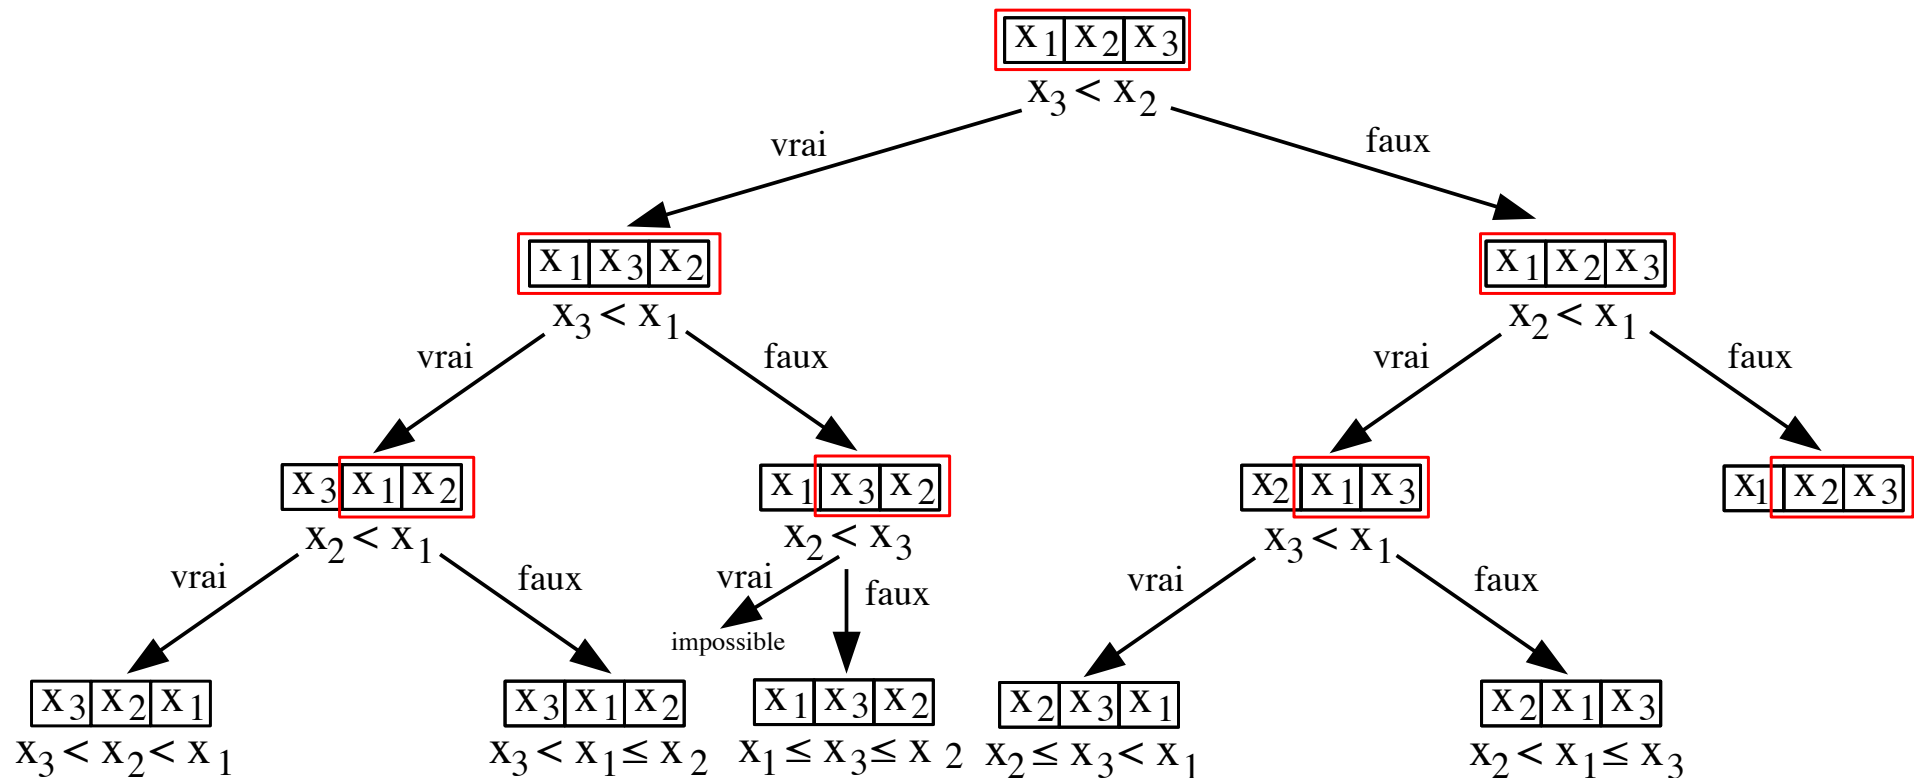 x1 x2 x3
x3 < x2
vrai faux
x1 x3 x2 x1 x2 x3
x3 < x1 x2 < x1
vrai faux vrai faux
x3 x1 x2 x1 x3 x2 x2 x1 x3 x1 x2 x3
x2 < x1 x2 < x3 x3 < x1
vrai faux vrai faux vrai faux
impossible
x3 x2 x1 x3 x1 x2 x1 x3 x2 x2 x3 x1 x2 x1 x3
x3 < x2 < x1 x3 < x1 ≤ x2 x1 ≤ x3 ≤ x2 x2 ≤ x3 < x1 x2 < x1 ≤ x3